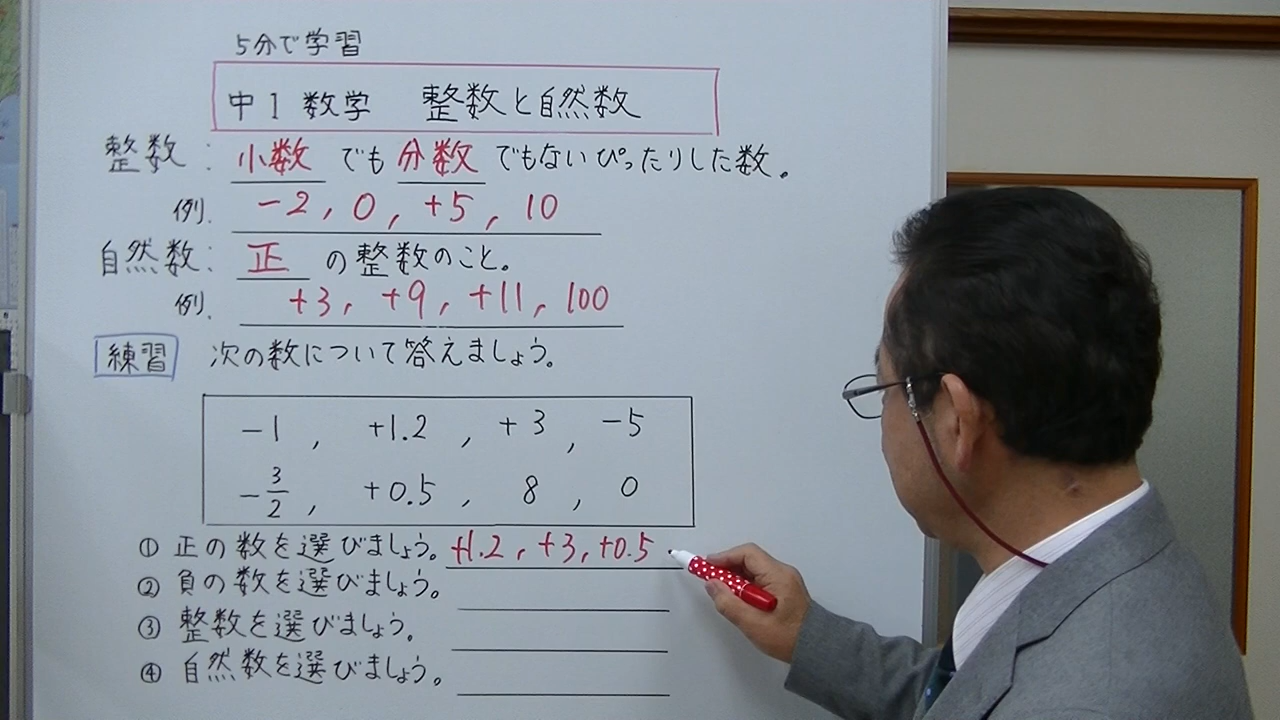 5分で学習
中1 数学 整数と自然数
整数: 小数 でも 分数 でもないぴったりした数。
例. -2, 0, +5, 10
自然数: 正 の整数のこと。
例. +3, +9, +11, 100
練習 次の数について答えましょう。
-1, +1.2, +3, -5
-3/2, +0.5, 8, 0
① 正の数を選びましょう。 +1.2, +3, +0.5
② 負の数を選びましょう。
③ 整数を選びましょう。
④ 自然数を選びましょう。